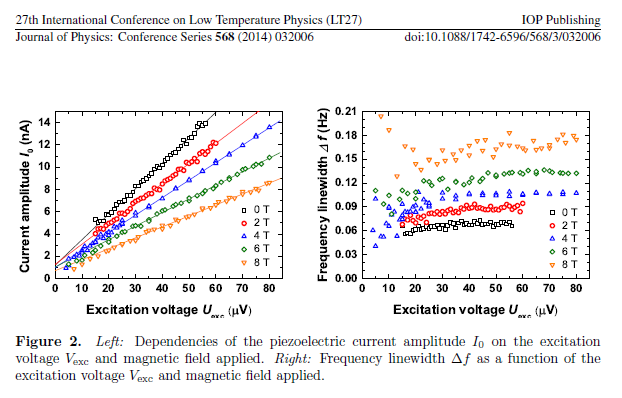 27th International Conference on Low Temperature Physics (LT27) IOP Publishing
Journal of Physics: Conference Series 568 (2014) 032006 doi:10.1088/1742-6596/568/3/032006
14
12
10
8
6
4
2
0
Current amplitude I0 (nA)
0 T
2 T
4 T
6 T
8 T
0 10 20 30 40 50 60 70 80
Excitation voltage Uexc (μV)
0.21
0.18
0.15
0.12
0.09
0.06
0.03
0.00
Frequency linewidth Δf (Hz)
0 T
2 T
4 T
6 T
8 T
0 10 20 30 40 50 60 70 80
Excitation voltage Uexc (μV)
Figure 2. Left: Dependencies of the piezoelectric current amplitude I0 on the excitation
voltage Vexc and magnetic field applied. Right: Frequency linewidth Δf as a function of the
excitation voltage Vexc and magnetic field applied.